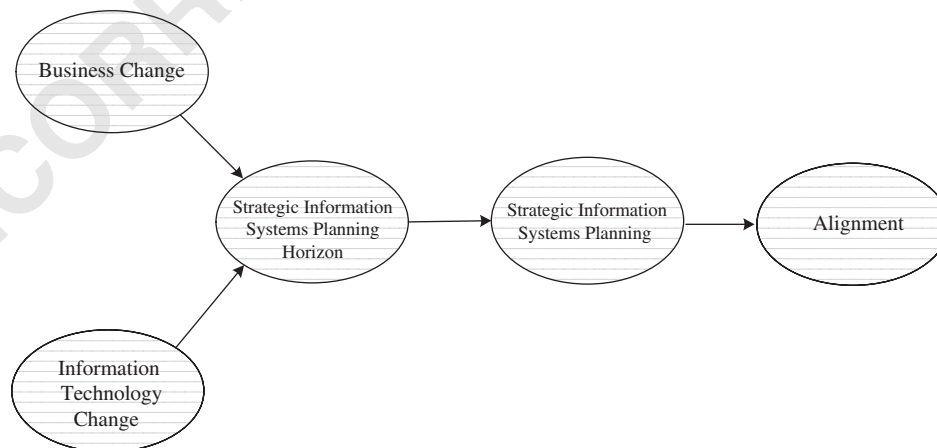 Business Change
Strategic Information
Systems Planning
Horizon
Strategic Information
Systems Planning
Alignment
Information
Technology
Change